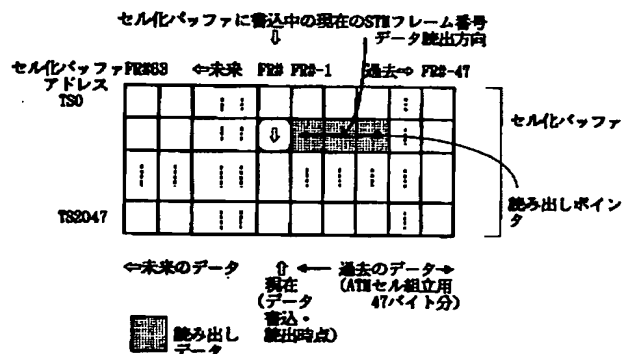 セル化バッファに書込中の現在のSTMフレーム番号
⇩
データ読出方向
セル化バッファ
アドレス
FR#63 ⇦未来 FR# FR#-1 過去⇨ FR#-47
TS0
セル化バッファ
⇩
TS2047
読み出しポインタ
⇦未来のデータ
⇧
現在
(データ
書込・
読出時点)
過去のデータ
(ATMセル組立用
47バイト分)
読み出し
データ